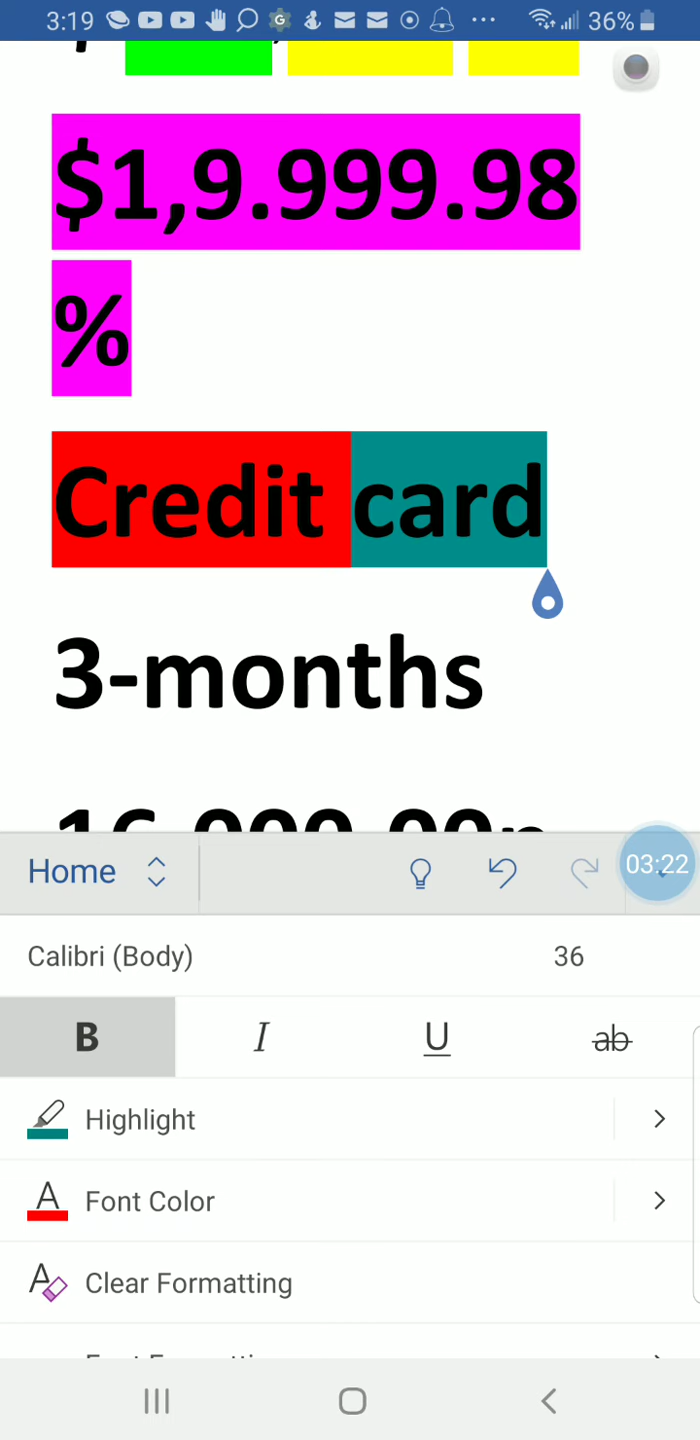 3:19 36%
$1,9.999.98
%
Credit card
3-months
Home 03:22
Calibri (Body) 36
B I U ab
Highlight
A Font Color
A Clear Formatting